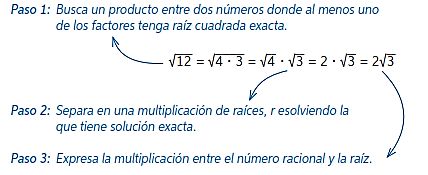 Paso 1: Busca un producto entre dos números donde al menos uno
de los factores tenga raíz cuadrada exacta.
√12 = √4 · 3 = √4 · √3 = 2 · √3 = 2√3
Paso 2: Separa en una multiplicación de raíces, r esolviendo la
que tiene solución exacta.
Paso 3: Expresa la multiplicación entre el número racional y la raíz.